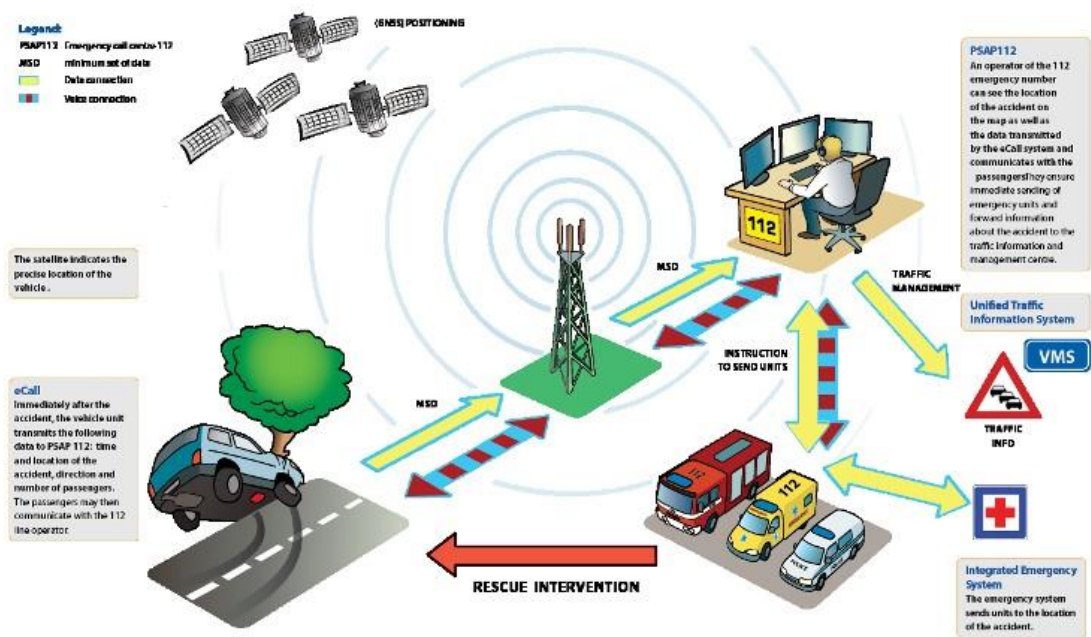 Legend:
PSAP112 Emergency call centre 112
MSD minimum set of data
Data connection
Voice connection
(GNSS) POSITIONING
PSAP112
An operator of the 112
emergency number
can see the location
of the accident on
the map as well as
the data transmitted
by the eCall system and
communicates with the
passengersThey ensure
immediate sending of
emergency units and
forward information
about the accident to the
traffic information and
management centre.
The satellite indicates the
precise location of the
vehicle .
112
MSD
TRAFFIC
MANAGEMENT
Unified Traffic
Information System
VMS
INSTRUCTION
TO SEND UNITS
TRAFFIC
INFO
eCall
Immediately after the
accident, the vehicle unit
transmits the following
data to PSAP 112: time
and location of the
accident, direction and
number of passengers.
The passengers may then
communicate with the 112
line operator.
MSD
112
112
POLICE
RESCUE INTERVENTION
Integrated Emergency
System
The emergency system
sends units to the location
of the accident.